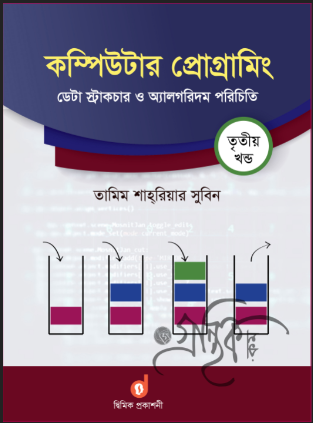 কম্পিউটার প্রোগ্রামিং
ডেটা স্ট্রাকচার ও অ্যালগরিদম পরিচিতি
তৃতীয়
খন্ড
তামিম শাহ্‌রিয়ার সুবিন
দ্বিমিক প্রকাশনী